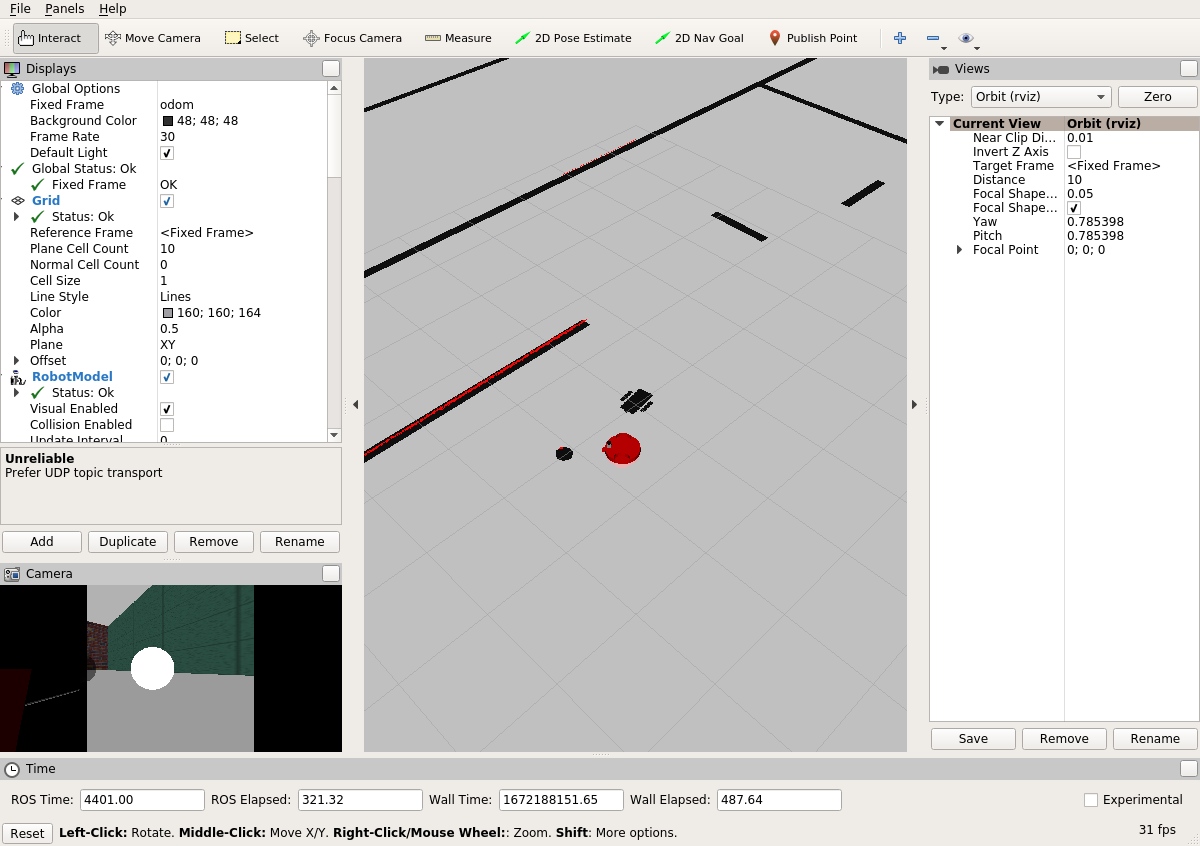 File Panels Help
Interact Move Camera Select Focus Camera Measure 2D Pose Estimate 2D Nav Goal Publish Point
Displays
Global Options
Fixed Frame odom
Background Color 48; 48; 48
Frame Rate 30
Default Light
Global Status: Ok
Fixed Frame OK
Grid
Status: Ok
Reference Frame <Fixed Frame>
Plane Cell Count 10
Normal Cell Count 0
Cell Size 1
Line Style Lines
Color 160; 160; 164
Alpha 0.5
Plane XY
Offset 0; 0; 0
RobotModel
Status: Ok
Visual Enabled
Collision Enabled
Update Interval 0
Unreliable
Prefer UDP topic transport
Add Duplicate Remove Rename
Camera
Views
Type: Orbit (rviz) Zero
Current View Orbit (rviz)
Near Clip Di... 0.01
Invert Z Axis
Target Frame <Fixed Frame>
Distance 10
Focal Shape... 0.05
Focal Shape...
Yaw 0.785398
Pitch 0.785398
Focal Point 0; 0; 0
Save Remove Rename
Time
ROS Time: 4401.00 ROS Elapsed: 321.32 Wall Time: 1672188151.65 Wall Elapsed: 487.64 Experimental
Reset Left-Click: Rotate. Middle-Click: Move X/Y. Right-Click/Mouse Wheel:: Zoom. Shift: More options. 31 fps